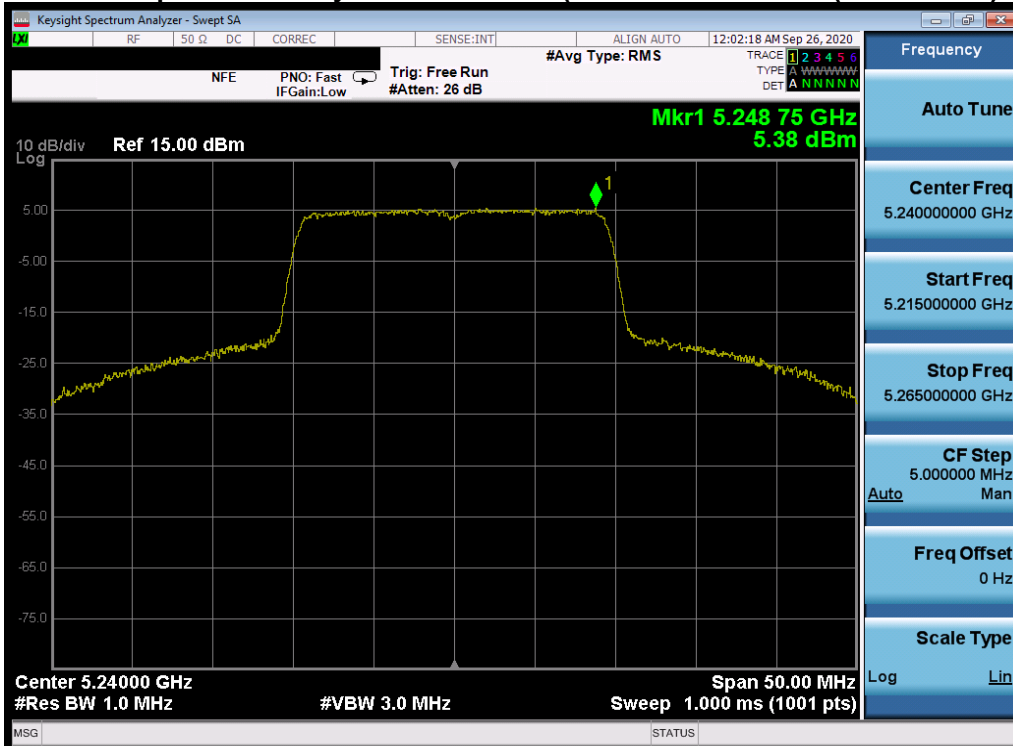 Keysight Spectrum Analyzer - Swept SA
LXI RF 50 Ω DC CORREC SENSE:INT ALIGN AUTO 12:02:18 AM Sep 26, 2020
NFE PNO: Fast IFGain:Low Trig: Free Run #Atten: 26 dB #Avg Type: RMS
TRACE 1 2 3 4 5 6
TYPE A WWWWW
DET A N N N N N
Mkr1 5.248 75 GHz
5.38 dBm
10 dB/div Ref 15.00 dBm
Log
1
5.00
-5.00
-15.0
-25.0
-35.0
-45.0
-55.0
-65.0
-75.0
Center 5.24000 GHz Span 50.00 MHz
#Res BW 1.0 MHz #VBW 3.0 MHz Sweep 1.000 ms (1001 pts)
MSG STATUS
Frequency
Auto Tune
Center Freq
5.240000000 GHz
Start Freq
5.215000000 GHz
Stop Freq
5.265000000 GHz
CF Step
5.000000 MHz
Auto Man
Freq Offset
0 Hz
Scale Type
Log Lin